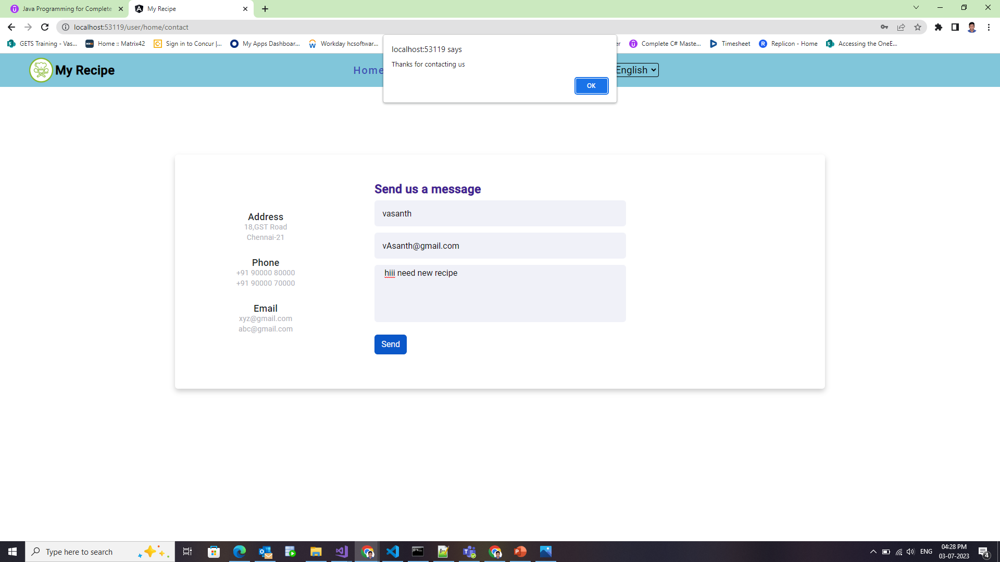 Java Programming for Complete
My Recipe
localhost:53119/user/home/contact
GETS Training - Vas...
Home :: Matrix42
Sign in to Concur |...
My Apps Dashboar...
Workday hcsoftwar...
er
Complete C# Maste...
Timesheet
Replicon - Home
Accessing the OneE...
localhost:53119 says
Thanks for contacting us
OK
My Recipe
Home
English
Send us a message
vasanth
vAsanth@gmail.com
hiii need new recipe
Send
Address
18,GST Road
Chennai-21
Phone
+91 90000 80000
+91 90000 70000
Email
xyz@gmail.com
abc@gmail.com
Type here to search
ENG
04:28 PM
03-07-2023
4